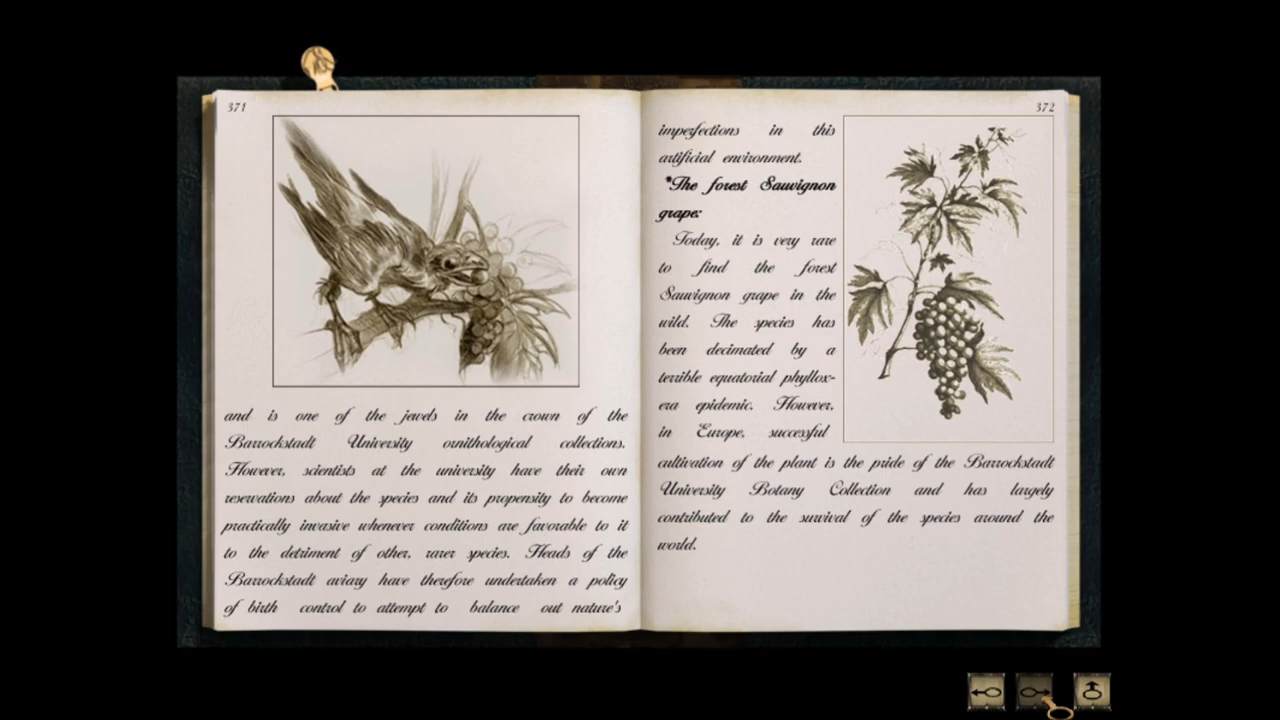 371
and is one of the jewels in the crown of the
Barrockstadt University ornithological collections.
However, scientists at the university have their own
reservations about the species and its propensity to become
practically invasive whenever conditions are favorable to it
to the detriment of other, rarer species. Heads of the
Barrockstadt aviary have therefore undertaken a policy
of birth control to attempt to balance out nature's
372
imperfections in this
artificial environment.
*The forest Sauvignon
grape:
Today, it is very rare
to find the forest
Sauvignon grape in the
wild. The species has
been decimated by a
terrible equatorial phyllox-
era epidemic. However,
in Europe, successful
cultivation of the plant is the pride of the Barrockstadt
University Botany Collection and has largely
contributed to the survival of the species around the
world.